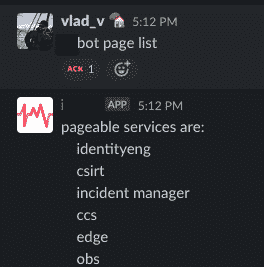 vlad_v 5:12 PM
bot page list
ACK 1
i APP 5:12 PM
pageable services are:
identityeng
csirt
incident manager
ccs
edge
obs